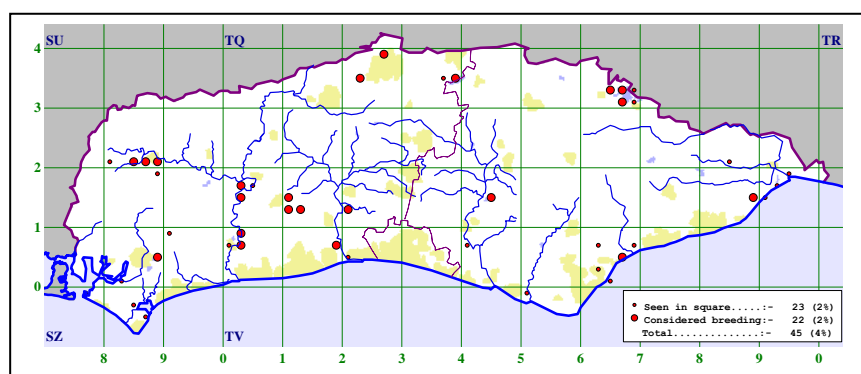 SU TQ TR
4
3
2
1
0
Seen in square.....:- 23 (2%)
Considered breeding:- 22 (2%)
Total..............:- 45 (4%)
SZ TV
8 9 0 1 2 3 4 5 6 7 8 9 0